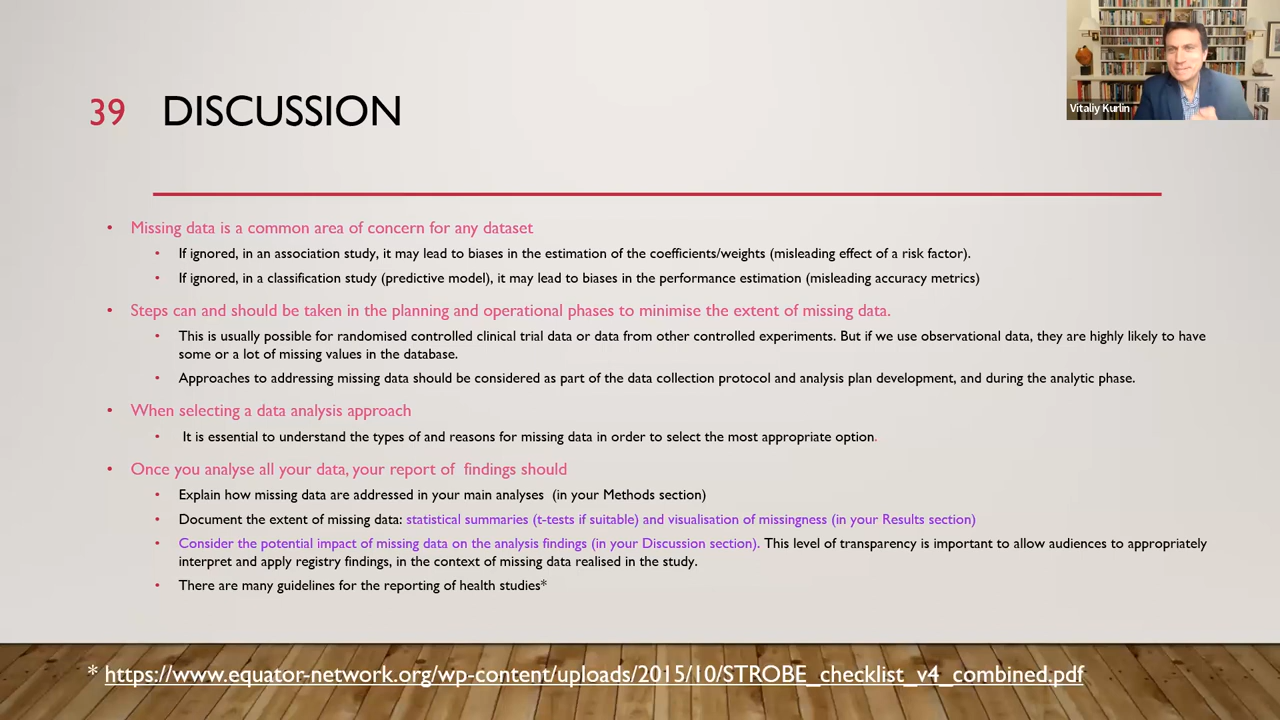 Vitaliy Kurlin
39 DISCUSSION
• Missing data is a common area of concern for any dataset
• If ignored, in an association study, it may lead to biases in the estimation of the coefficients/weights (misleading effect of a risk factor).
• If ignored, in a classification study (predictive model), it may lead to biases in the performance estimation (misleading accuracy metrics)
• Steps can and should be taken in the planning and operational phases to minimise the extent of missing data.
• This is usually possible for randomised controlled clinical trial data or data from other controlled experiments. But if we use observational data, they are highly likely to have
some or a lot of missing values in the database.
• Approaches to addressing missing data should be considered as part of the data collection protocol and analysis plan development, and during the analytic phase.
• When selecting a data analysis approach
• It is essential to understand the types of and reasons for missing data in order to select the most appropriate option.
• Once you analyse all your data, your report of findings should
• Explain how missing data are addressed in your main analyses (in your Methods section)
• Document the extent of missing data: statistical summaries (t-tests if suitable) and visualisation of missingness (in your Results section)
• Consider the potential impact of missing data on the analysis findings (in your Discussion section). This level of transparency is important to allow audiences to appropriately
interpret and apply registry findings, in the context of missing data realised in the study.
• There are many guidelines for the reporting of health studies*
* https://www.equator-network.org/wp-content/uploads/2015/10/STROBE_checklist_v4_combined.pdf